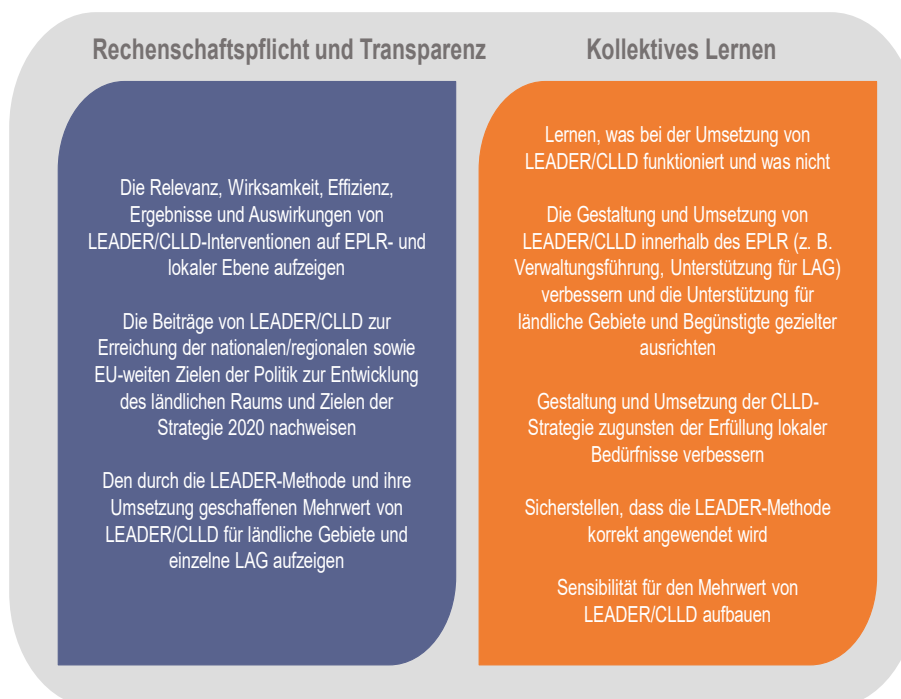 Rechenschaftspflicht und Transparenz
Die Relevanz, Wirksamkeit, Effizienz,
Ergebnisse und Auswirkungen von
LEADER/CLLD-Interventionen auf EPLR- und
lokaler Ebene aufzeigen
Die Beiträge von LEADER/CLLD zur
Erreichung der nationalen/regionalen sowie
EU-weiten Zielen der Politik zur Entwicklung
des ländlichen Raums und Zielen der
Strategie 2020 nachweisen
Den durch die LEADER-Methode und ihre
Umsetzung geschaffenen Mehrwert von
LEADER/CLLD für ländliche Gebiete und
einzelne LAG aufzeigen
Kollektives Lernen
Lernen, was bei der Umsetzung von
LEADER/CLLD funktioniert und was nicht
Die Gestaltung und Umsetzung von
LEADER/CLLD innerhalb des EPLR (z. B.
Verwaltungsführung, Unterstützung für LAG)
verbessern und die Unterstützung für
ländliche Gebiete und Begünstigte gezielter
ausrichten
Gestaltung und Umsetzung der CLLD-
Strategie zugunsten der Erfüllung lokaler
Bedürfnisse verbessern
Sicherstellen, dass die LEADER-Methode
korrekt angewendet wird
Sensibilität für den Mehrwert von
LEADER/CLLD aufbauen